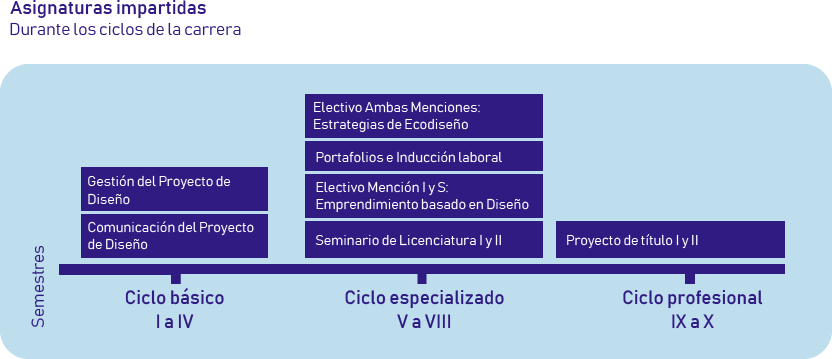 Asignaturas impartidas
Durante los ciclos de la carrera
Gestión del Proyecto de
Diseño
Comunicación del Proyecto
de Diseño
Electivo Ambas Menciones:
Estrategias de Ecodiseño
Portafolios e Inducción laboral
Electivo Mención I y S:
Emprendimiento basado en Diseño
Seminario de Licenciatura I y II
Proyecto de título I y II
Semestres
Ciclo básico
I a IV
Ciclo especializado
V a VIII
Ciclo profesional
IX a X